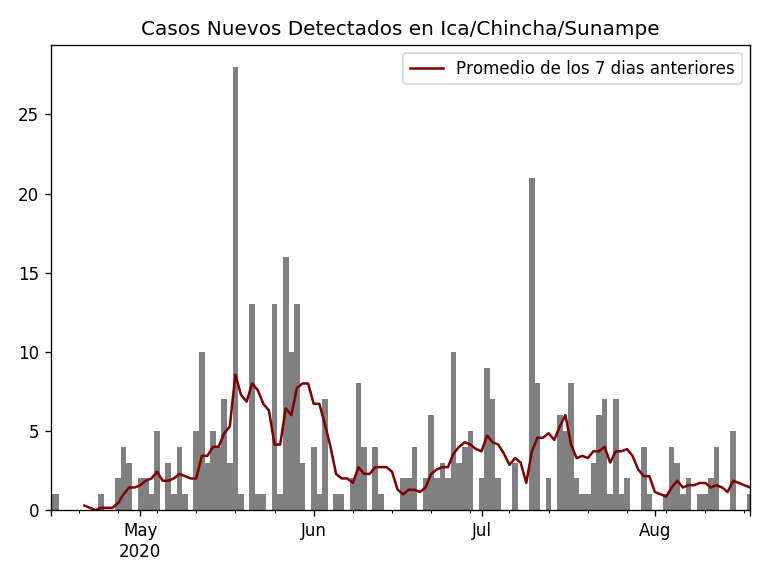 Casos Nuevos Detectados en Ica/Chincha/Sunampe
Promedio de los 7 dias anteriores
25
20
15
10
5
0
May
2020
Jun
Jul
Aug